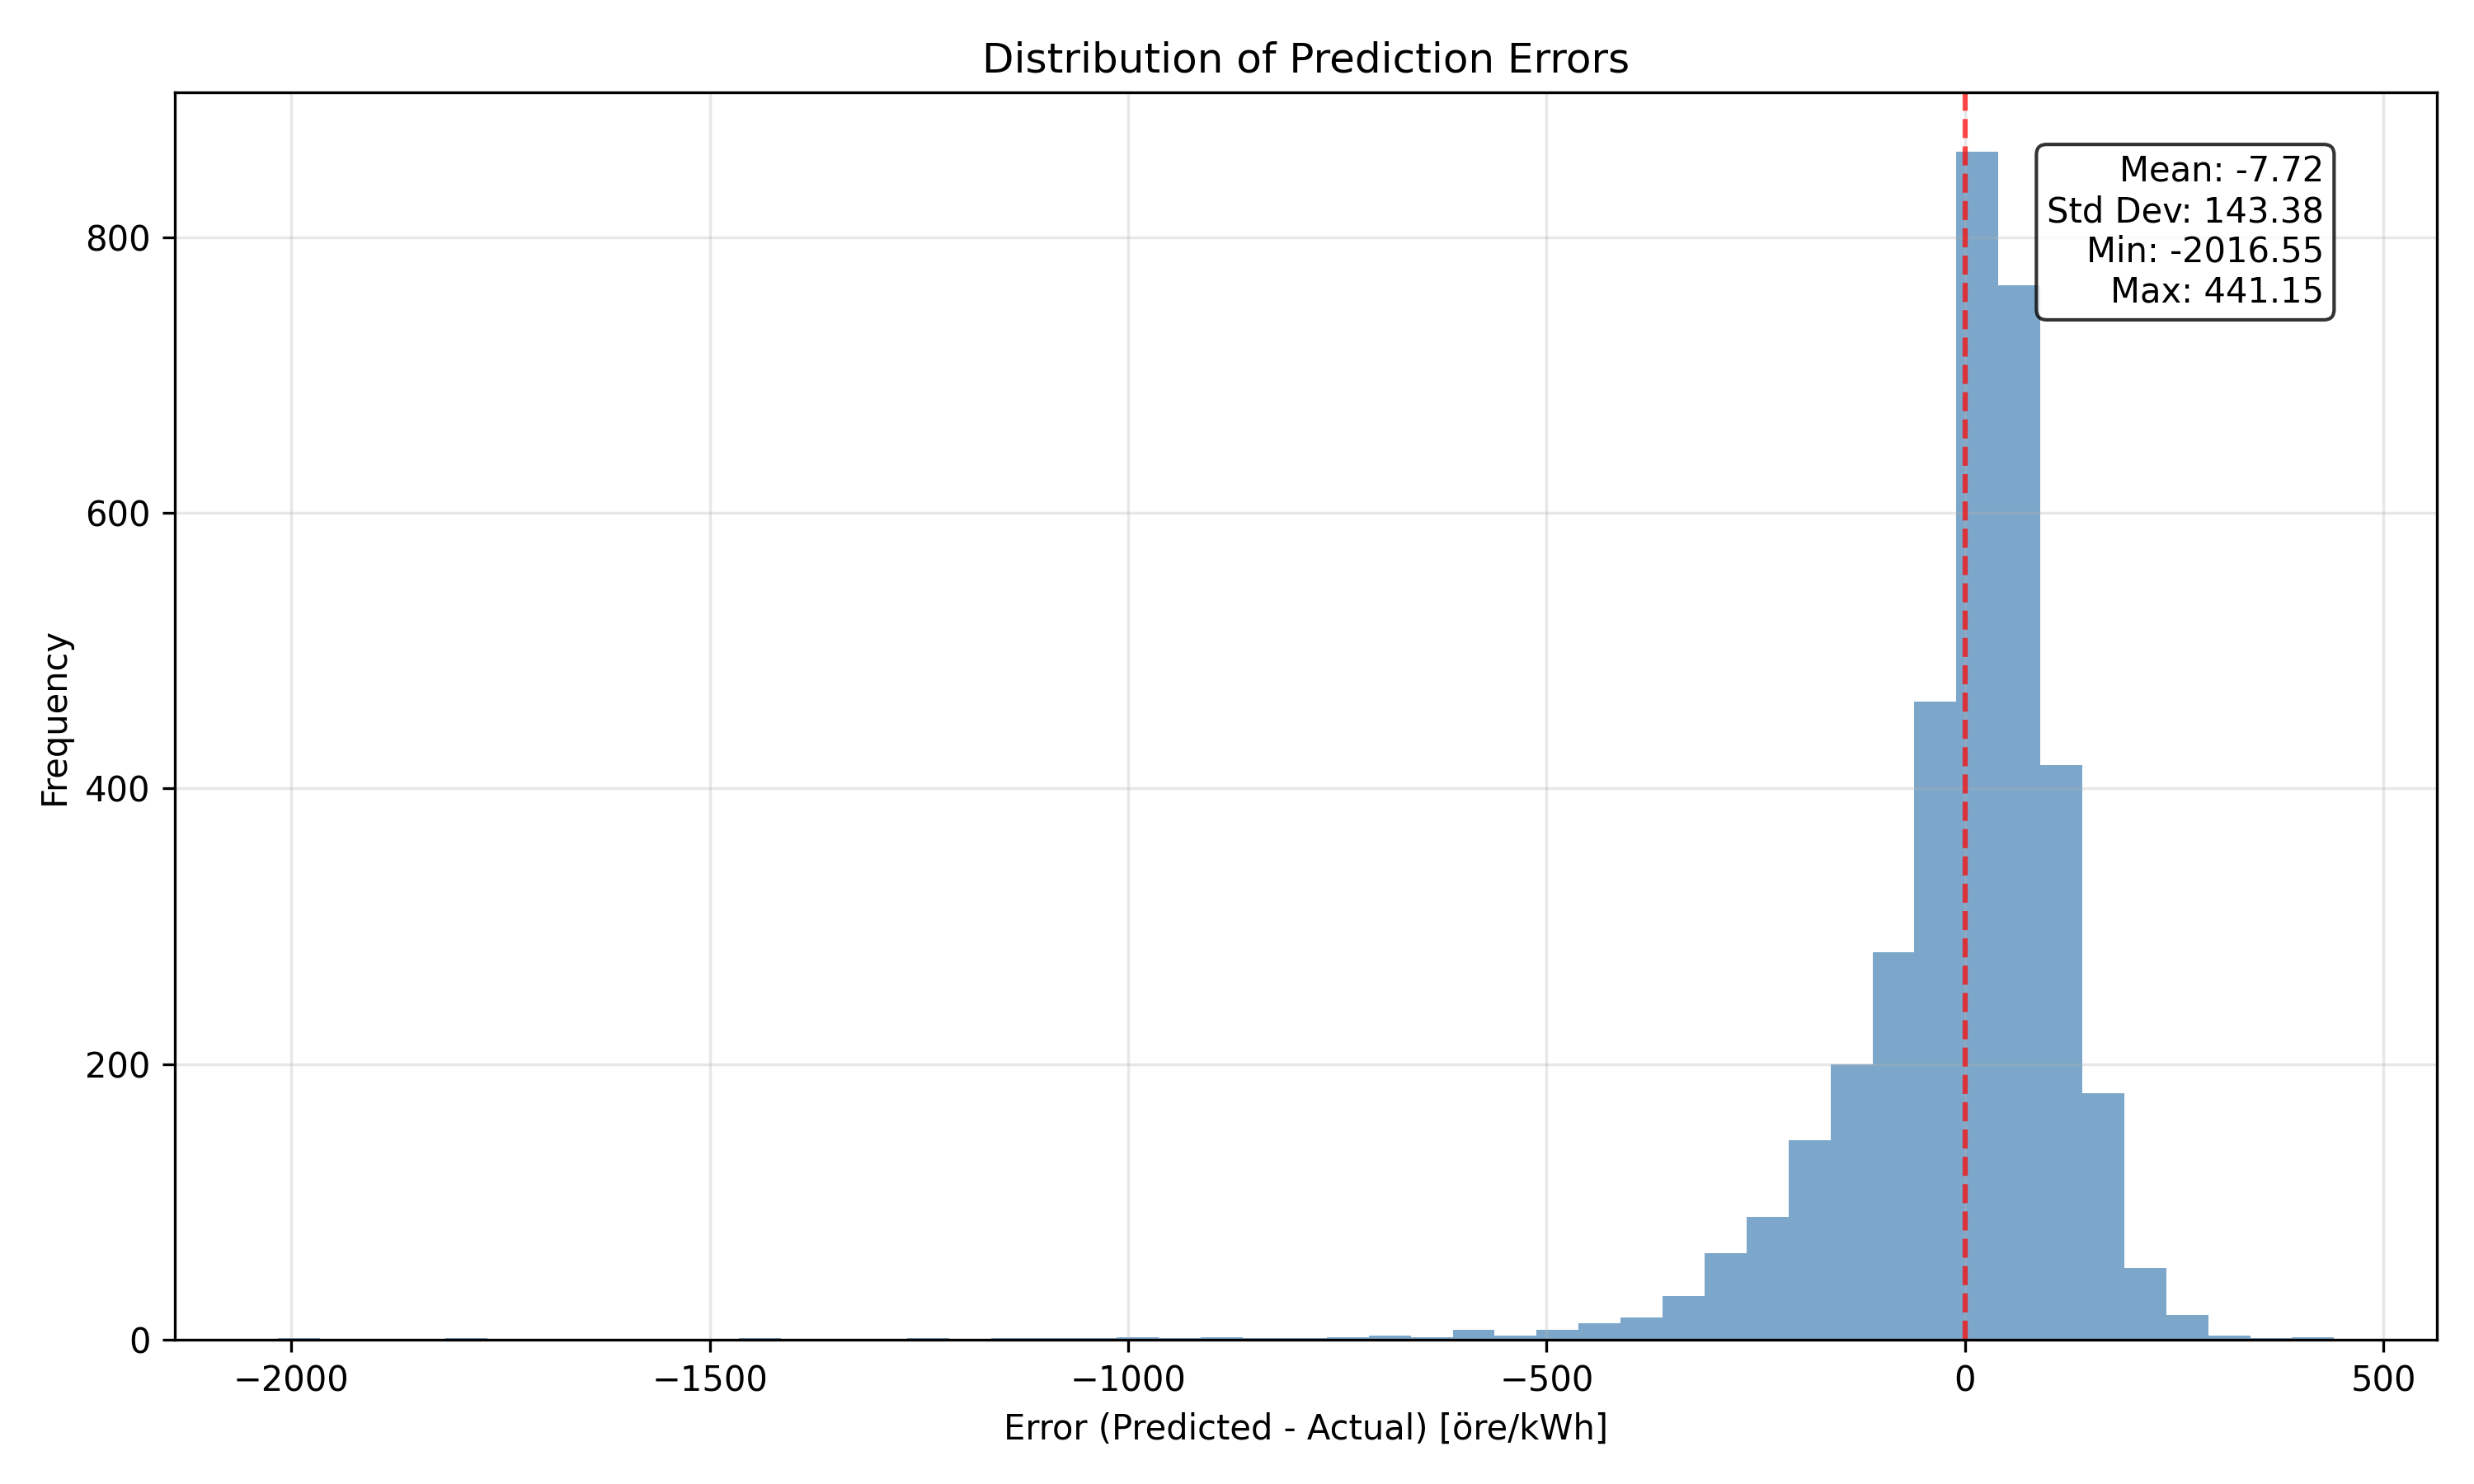 Distribution of Prediction Errors
Mean: -7.72
Std Dev: 143.38
Min: -2016.55
Max: 441.15
Frequency
800
600
400
200
0
−2000
−1500
−1000
−500
0
500
Error (Predicted - Actual) [öre/kWh]